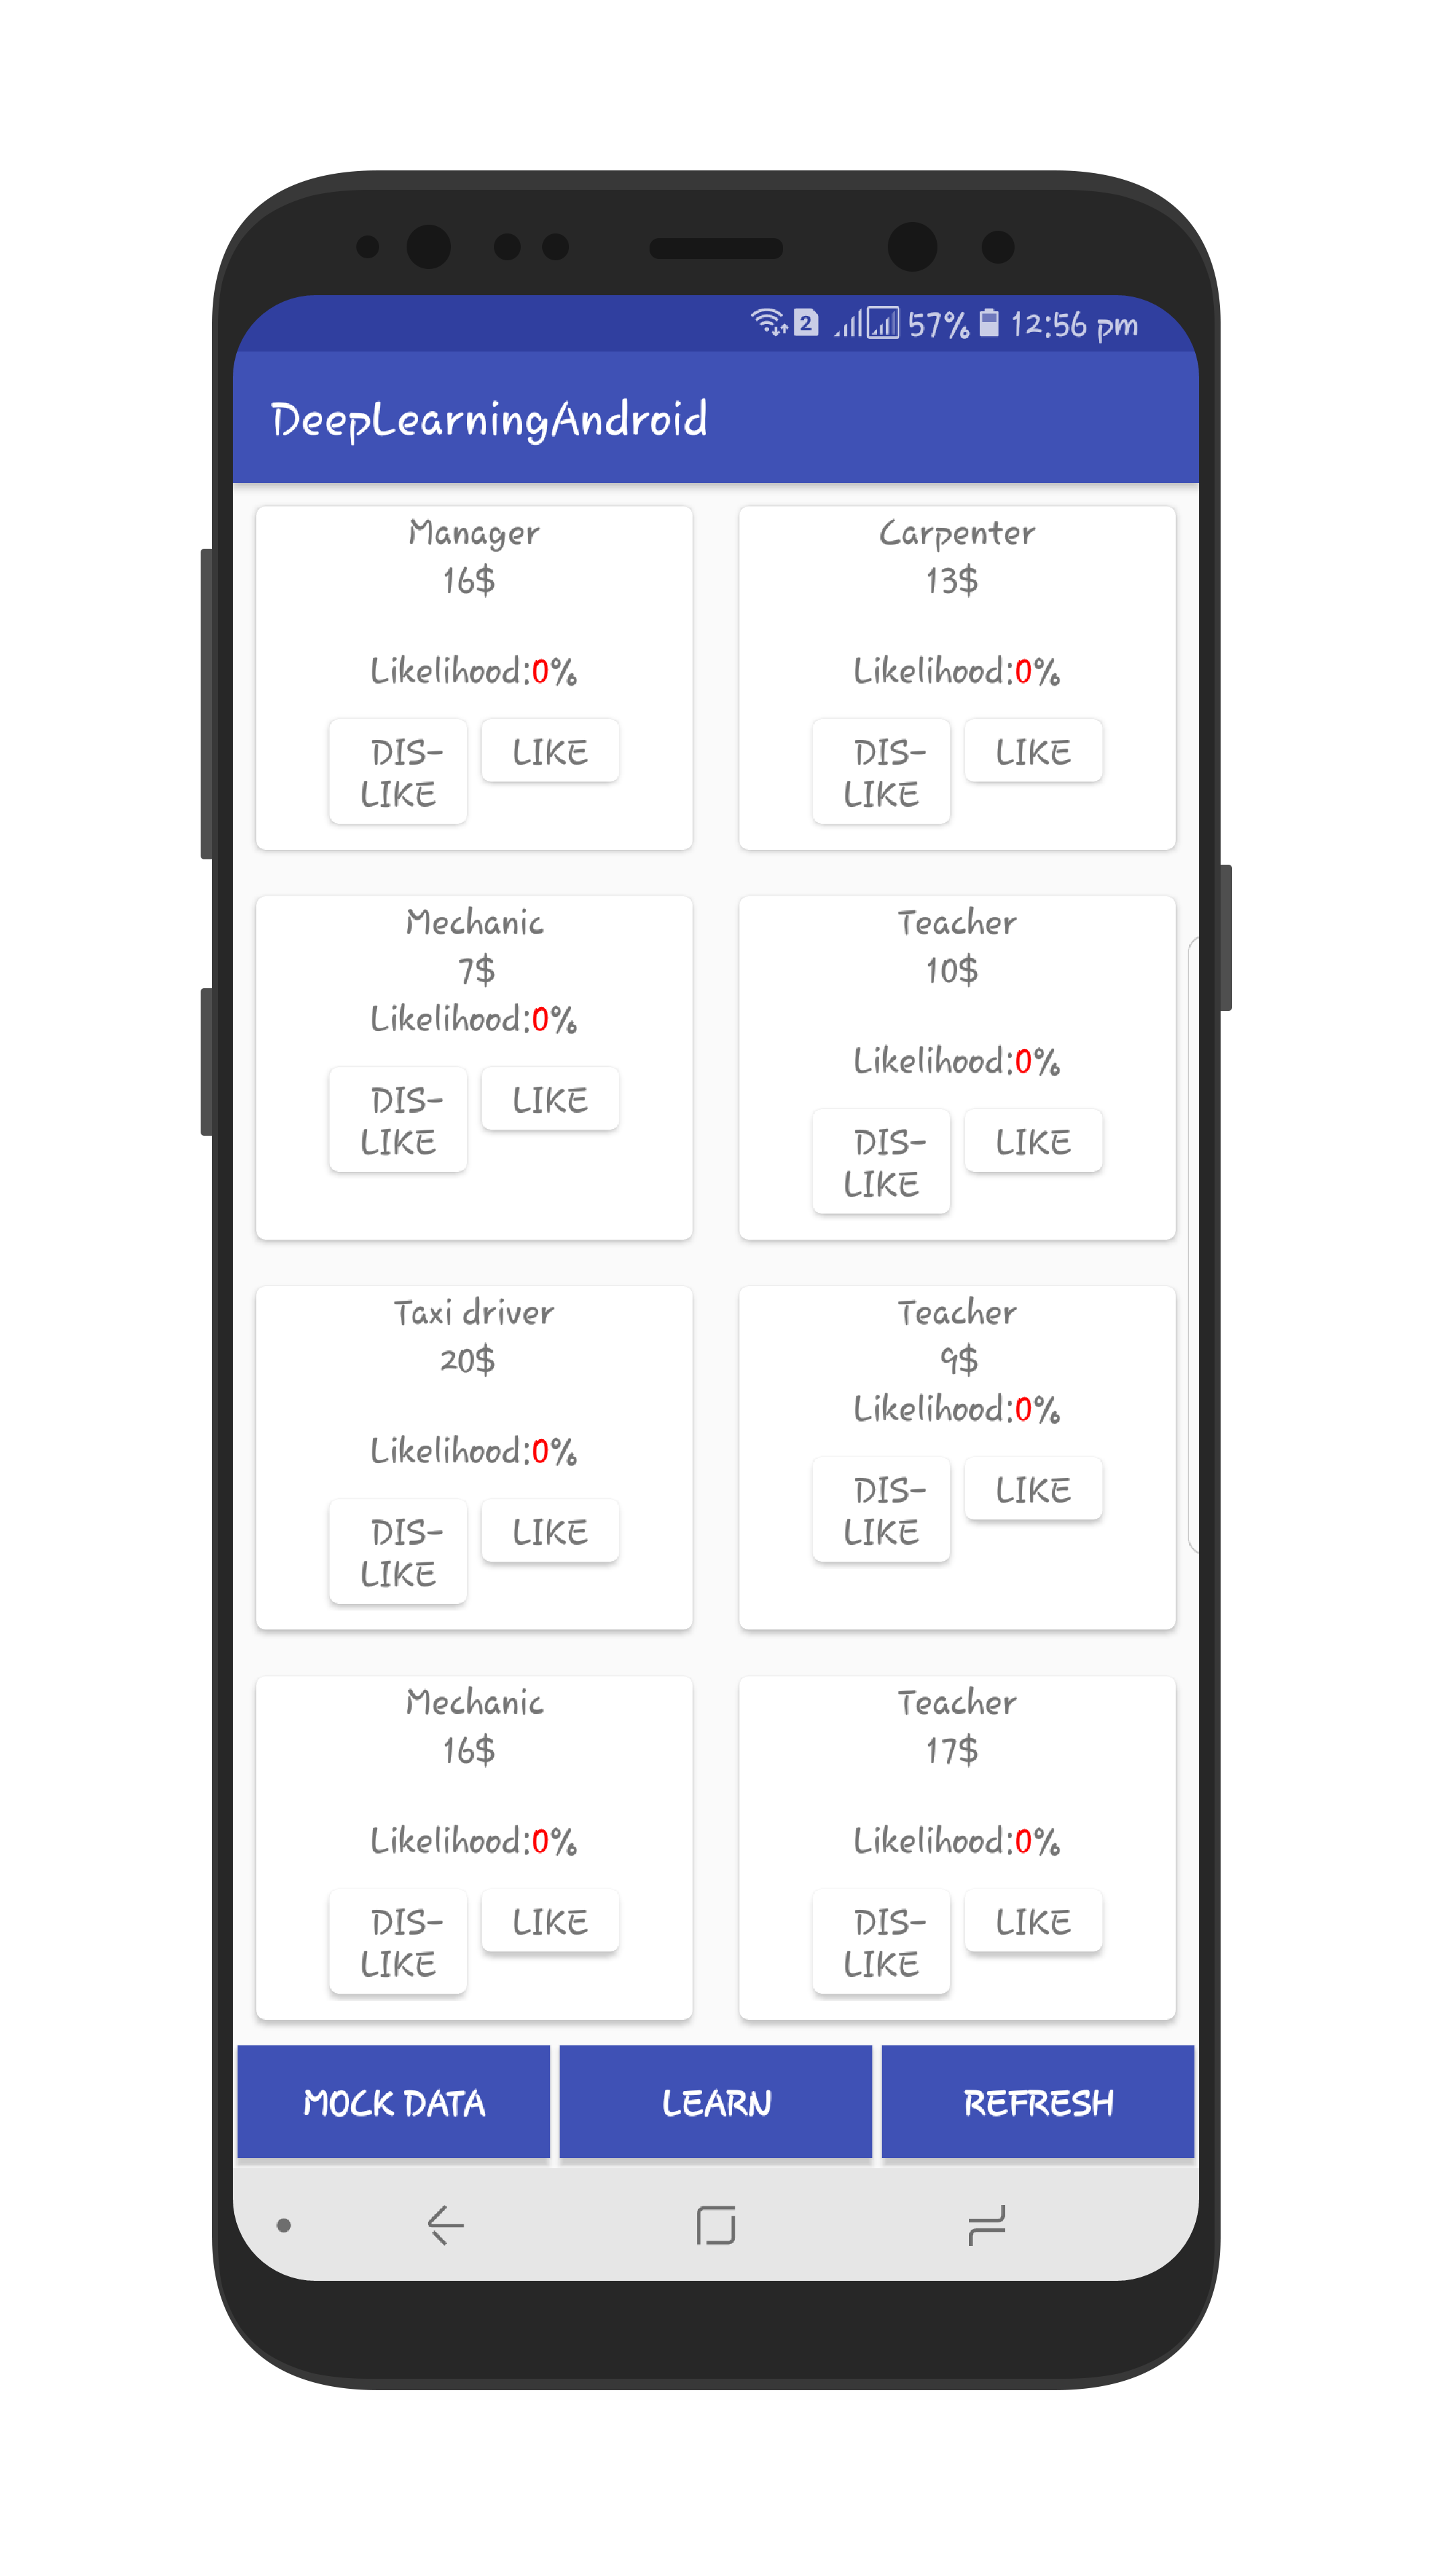 2 57% 12:56 pm
DeepLearningAndroid
Manager
16$
Likelihood:0%
DIS-
LIKE
LIKE
Carpenter
13$
Likelihood:0%
DIS-
LIKE
LIKE
Mechanic
7$
Likelihood:0%
DIS-
LIKE
LIKE
Teacher
10$
Likelihood:0%
DIS-
LIKE
LIKE
Taxi driver
20$
Likelihood:0%
DIS-
LIKE
LIKE
Teacher
9$
Likelihood:0%
DIS-
LIKE
LIKE
Mechanic
16$
Likelihood:0%
DIS-
LIKE
LIKE
Teacher
17$
Likelihood:0%
DIS-
LIKE
LIKE
MOCK DATA
LEARN
REFRESH